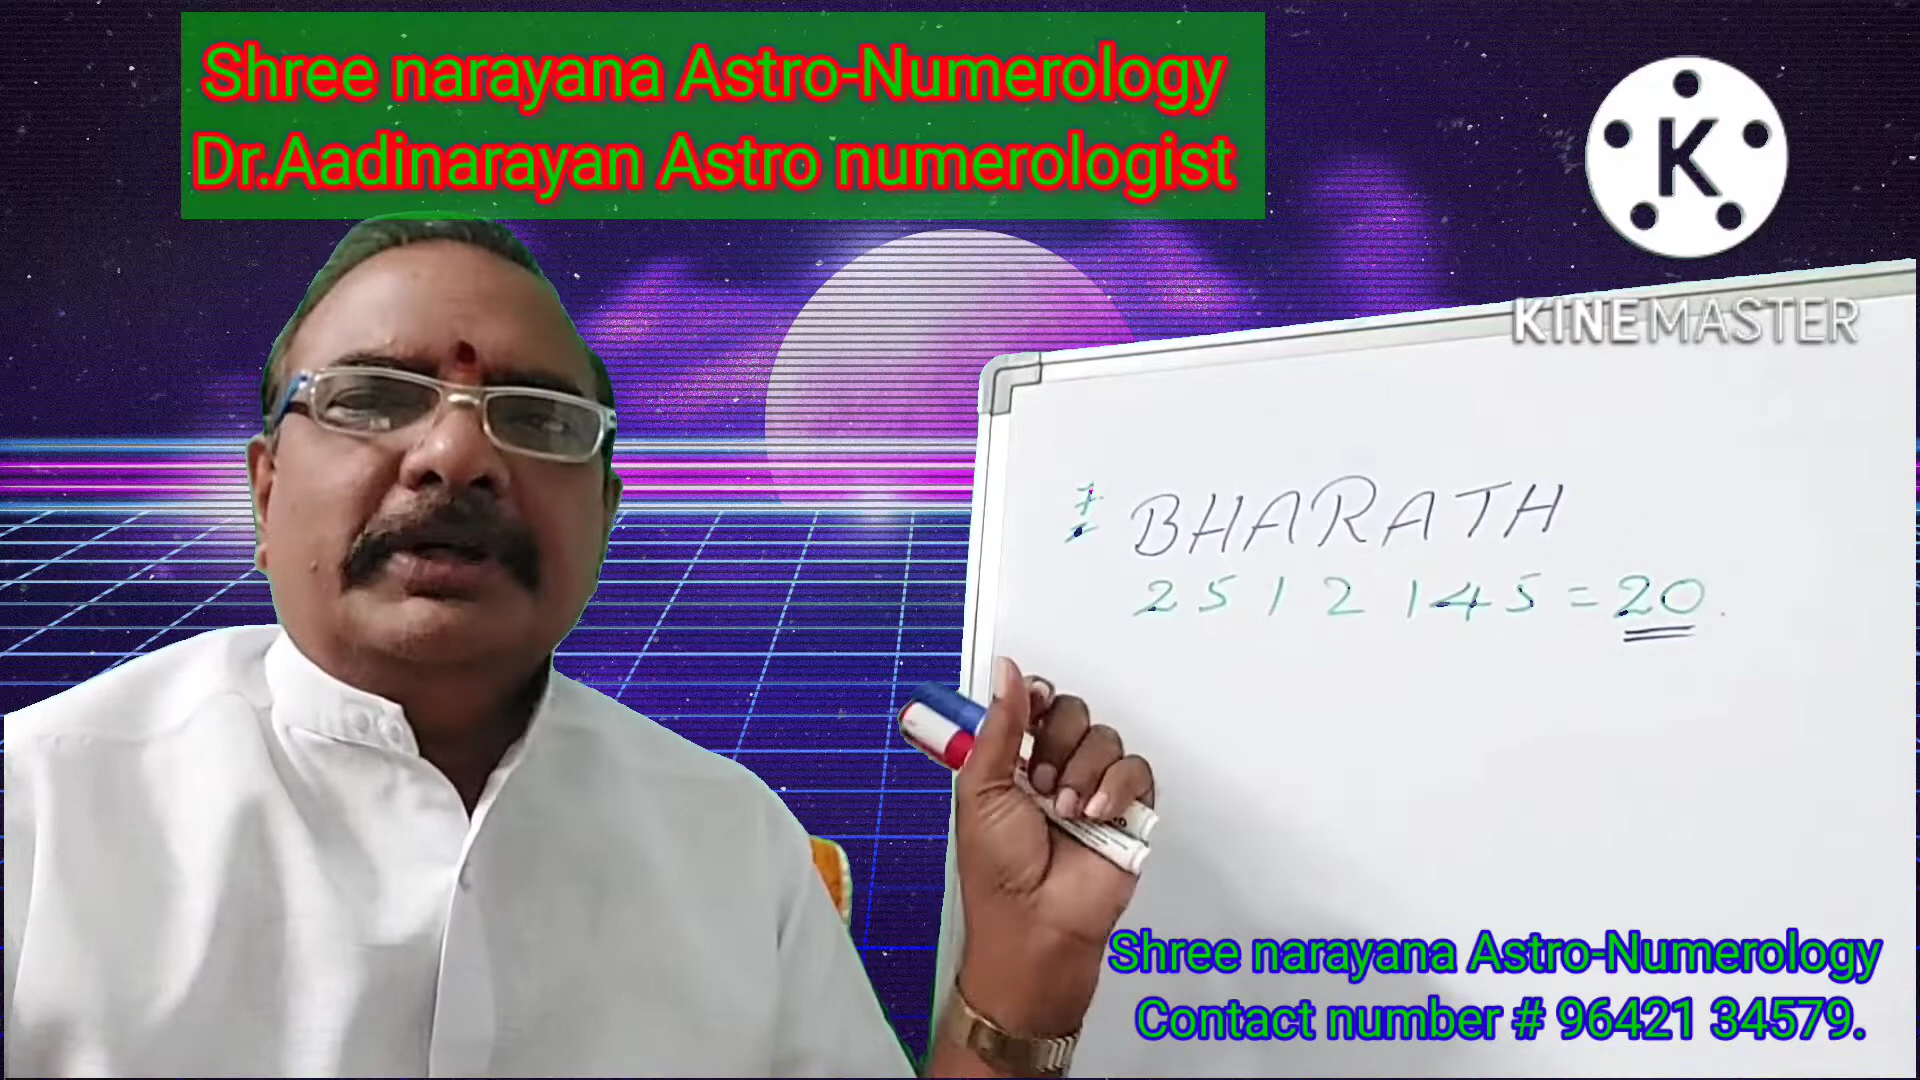 Shree narayana Astro-Numerology
Dr.Aadinarayan Astro numerologist
K
KINEMASTER
BHARATH
2 5 1 2 1 4 5 = 20.
Shree narayana Astro-Numerology
Contact number # 96421 34579.